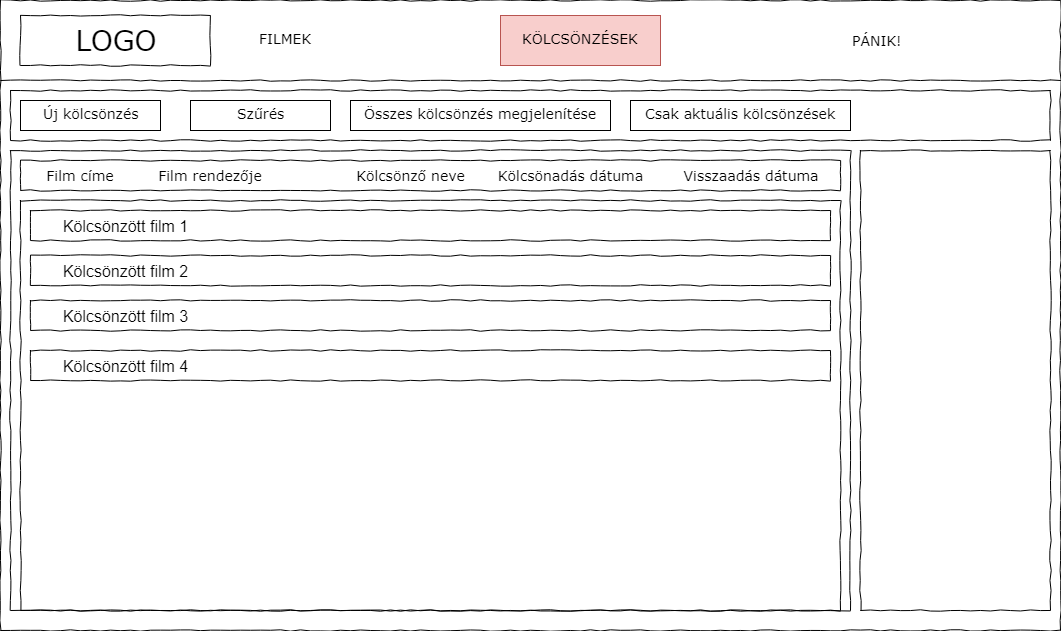 LOGO
FILMEK
KÖLCSÖNZÉSEK
PÁNIK!
Új kölcsönzés
Szűrés
Összes kölcsönzés megjelenítése
Csak aktuális kölcsönzések
Film címe
Film rendezője
Kölcsönző neve
Kölcsönadás dátuma
Visszaadás dátuma
Kölcsönzött film 1
Kölcsönzött film 2
Kölcsönzött film 3
Kölcsönzött film 4